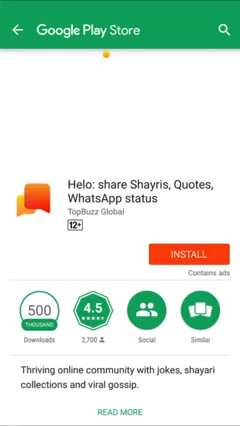 Google Play Store
Helo: share Shayris, Quotes,
WhatsApp status
TopBuzz Global
12+
INSTALL
Contains ads
500
THOUSAND
4.5
Downloads
2,700
Social
Similar
Thriving online community with jokes, shayari
collections and viral gossip.
READ MORE